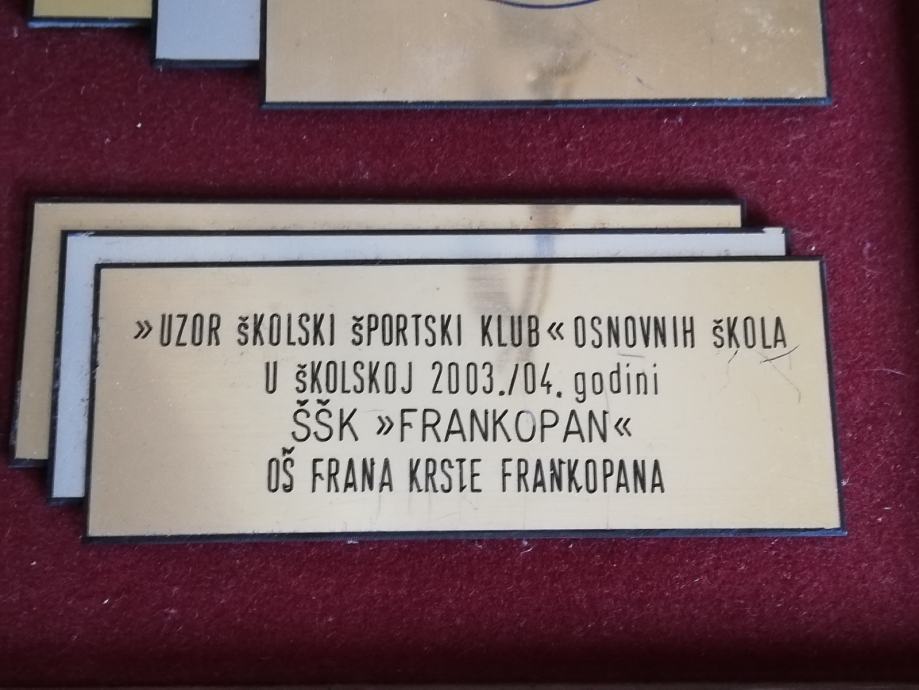 »UZOR šKOLSKI šPORTSKI KLUB« OSNOVNIH šKOLA
U šKOLSKOJ 2003./04. godini
ŠŠK »FRANKOPAN«
OŠ FRANA KRSTE FRANKOPANA